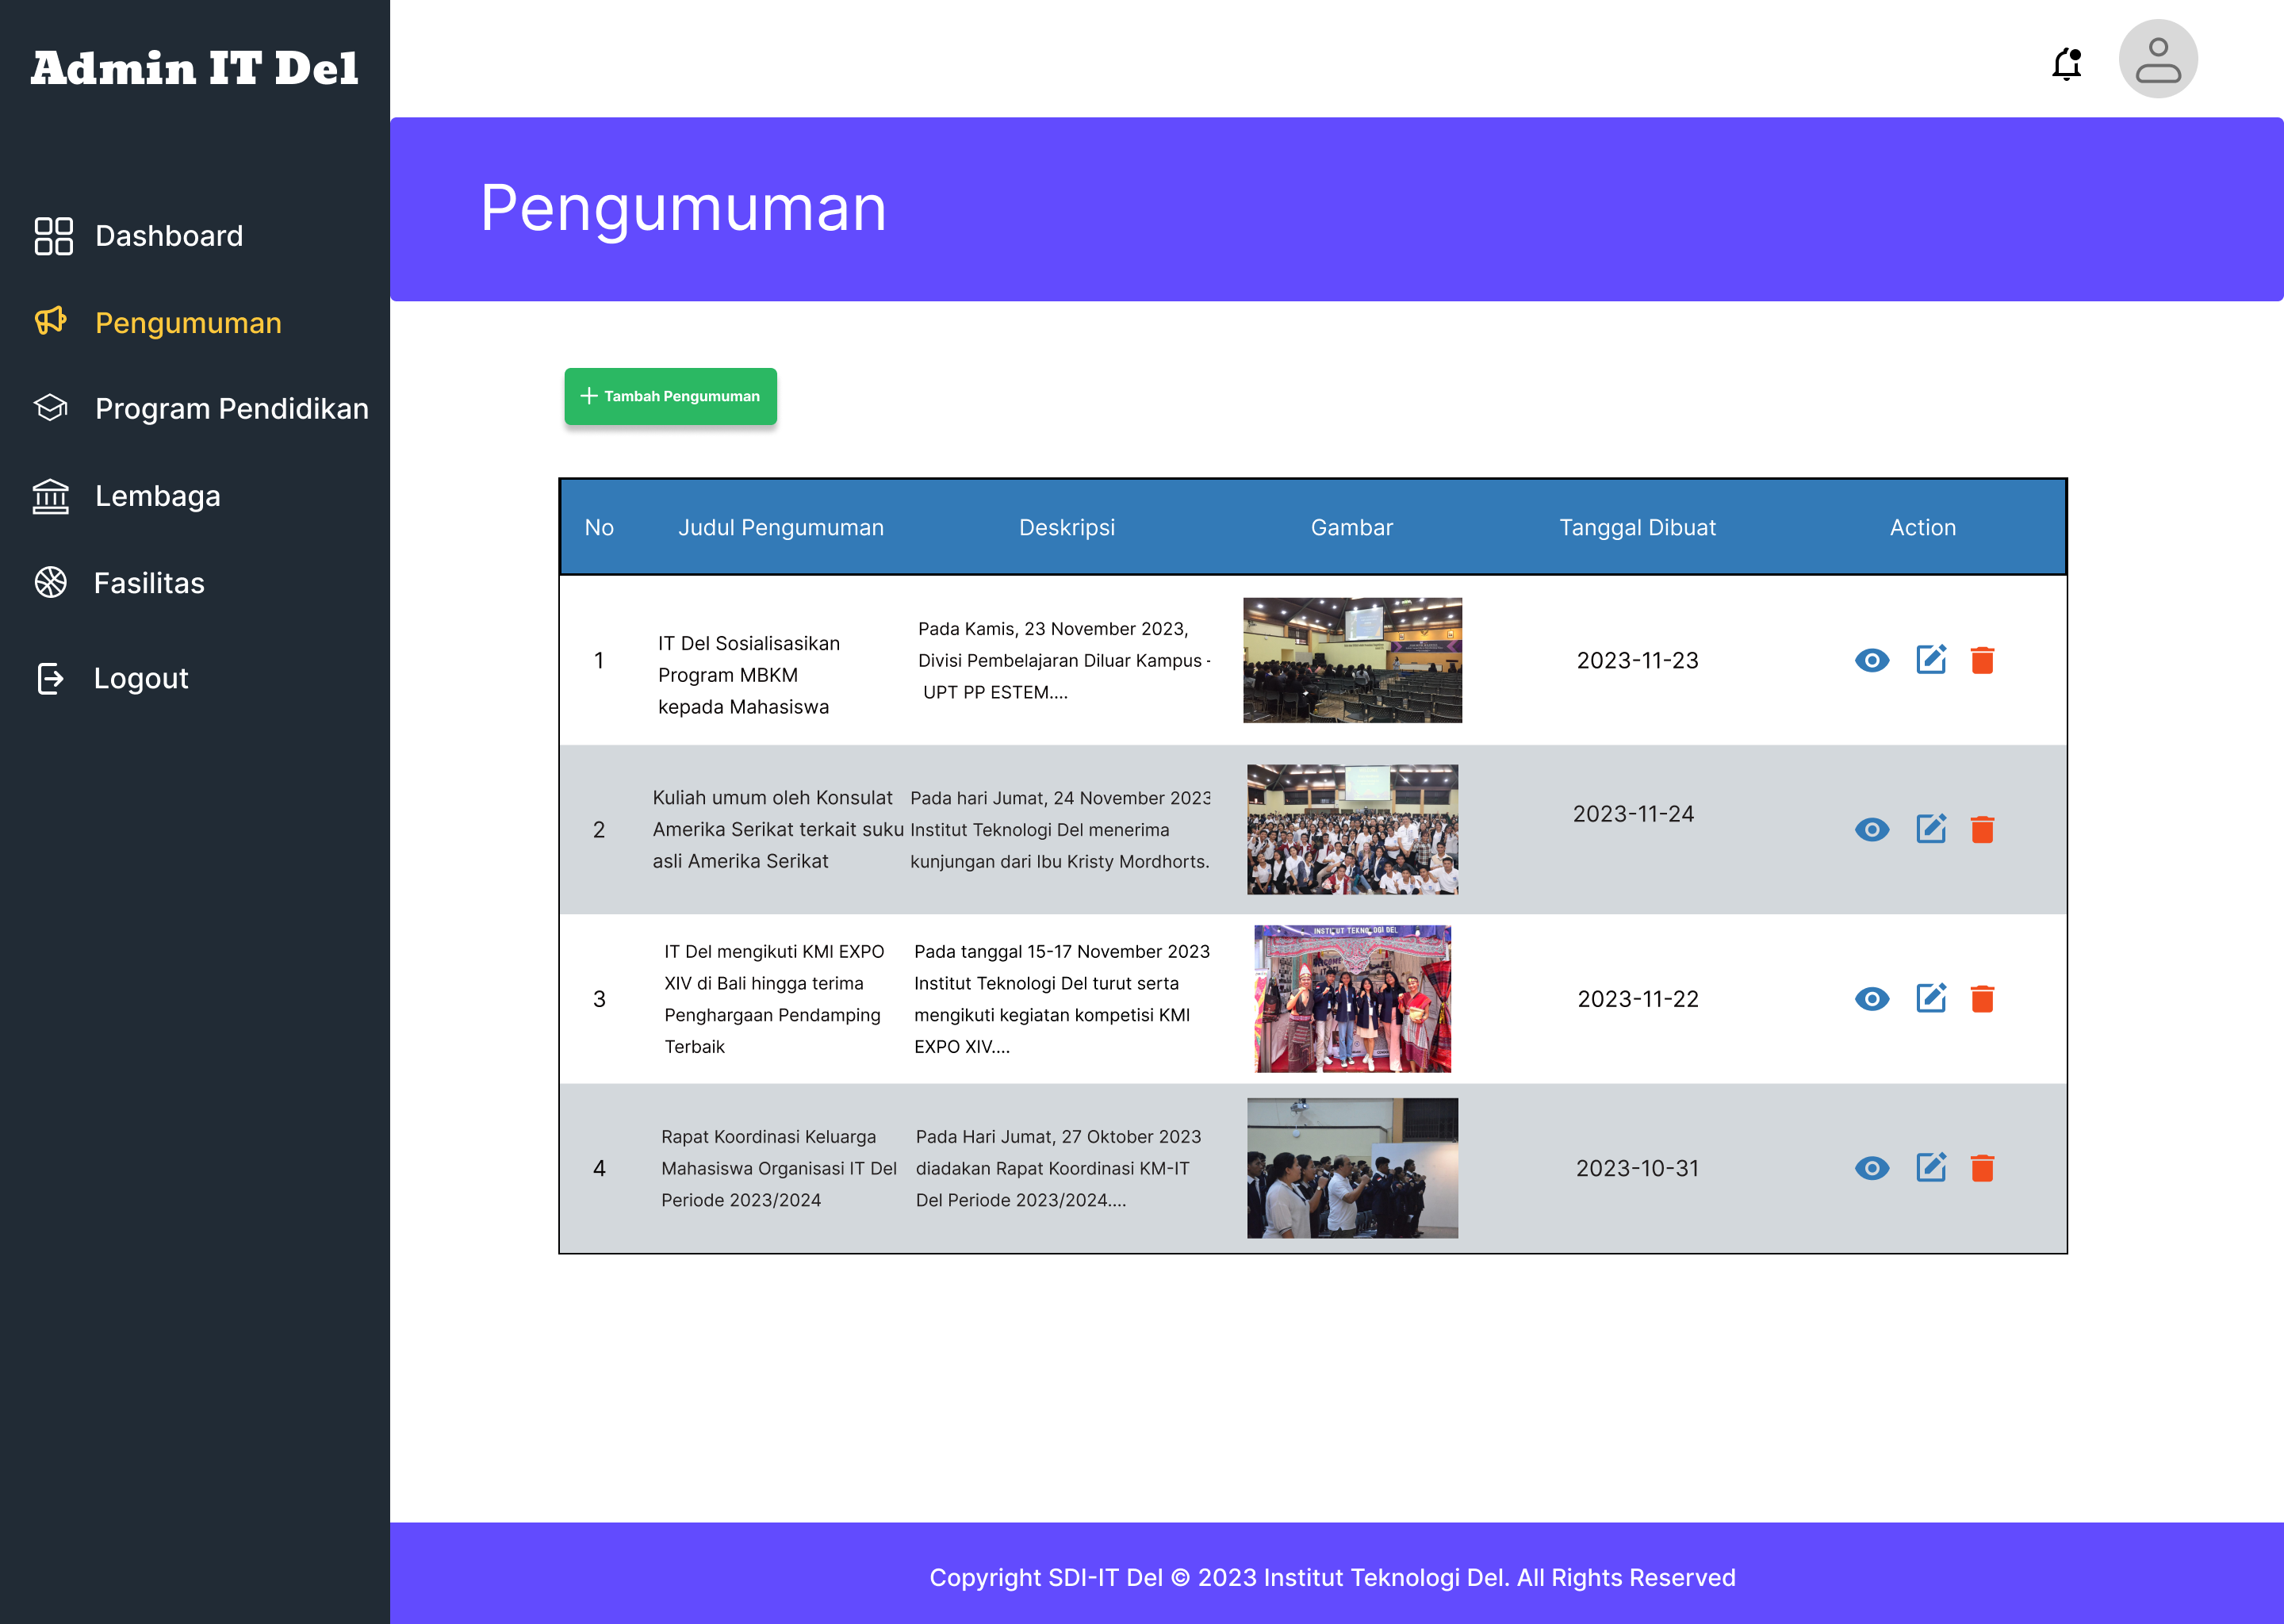 Admin IT Del
Dashboard
Pengumuman
Program Pendidikan
Lembaga
Fasilitas
Logout
Pengumuman
Tambah Pengumuman
No Judul Pengumuman Deskripsi Gambar Tanggal Dibuat Action
1
IT Del Sosialisasikan
Program MBKM
kepada Mahasiswa
Pada Kamis, 23 November 2023,
Divisi Pembelajaran Diluar Kampus -
UPT PP ESTEM....
2023-11-23
2
Kuliah umum oleh Konsulat
Amerika Serikat terkait suku
asli Amerika Serikat
Pada hari Jumat, 24 November 2023
Institut Teknologi Del menerima
kunjungan dari Ibu Kristy Mordhorts.
2023-11-24
3
IT Del mengikuti KMI EXPO
XIV di Bali hingga terima
Penghargaan Pendamping
Terbaik
Pada tanggal 15-17 November 2023
Institut Teknologi Del turut serta
mengikuti kegiatan kompetisi KMI
EXPO XIV....
INSTITUT TEKNOLOGI DEL
2023-11-22
4
Rapat Koordinasi Keluarga
Mahasiswa Organisasi IT Del
Periode 2023/2024
Pada Hari Jumat, 27 Oktober 2023
diadakan Rapat Koordinasi KM-IT
Del Periode 2023/2024....
2023-10-31
Copyright SDI-IT Del © 2023 Institut Teknologi Del. All Rights Reserved